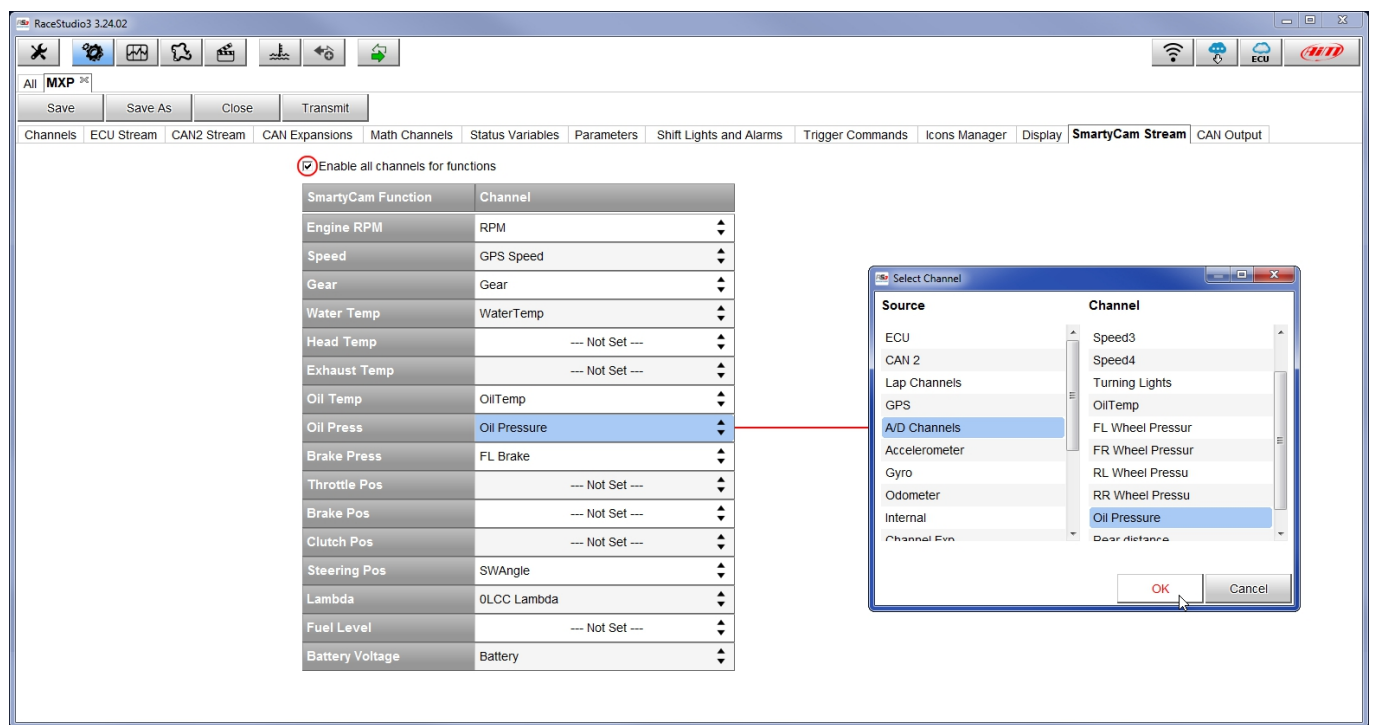 RaceStudio3 3.24.02
ECU
AiM
All MXP
Save Save As Close Transmit
Channels ECU Stream CAN2 Stream CAN Expansions Math Channels Status Variables Parameters Shift Lights and Alarms Trigger Commands Icons Manager Display SmartyCam Stream CAN Output
Enable all channels for functions
SmartyCam Function Channel
Engine RPM RPM
Speed GPS Speed
Gear Gear
Water Temp WaterTemp
Head Temp --- Not Set ---
Exhaust Temp --- Not Set ---
Oil Temp OilTemp
Oil Press Oil Pressure
Brake Press FL Brake
Throttle Pos --- Not Set ---
Brake Pos --- Not Set ---
Clutch Pos --- Not Set ---
Steering Pos SWAngle
Lambda 0LCC Lambda
Fuel Level --- Not Set ---
Battery Voltage Battery
Select Channel
Source Channel
ECU Speed3
CAN 2 Speed4
Lap Channels Turning Lights
GPS OilTemp
A/D Channels FL Wheel Pressur
Accelerometer FR Wheel Pressur
Gyro RL Wheel Pressu
Odometer RR Wheel Pressu
Internal Oil Pressure
Channel Exp Rear distance
OK Cancel